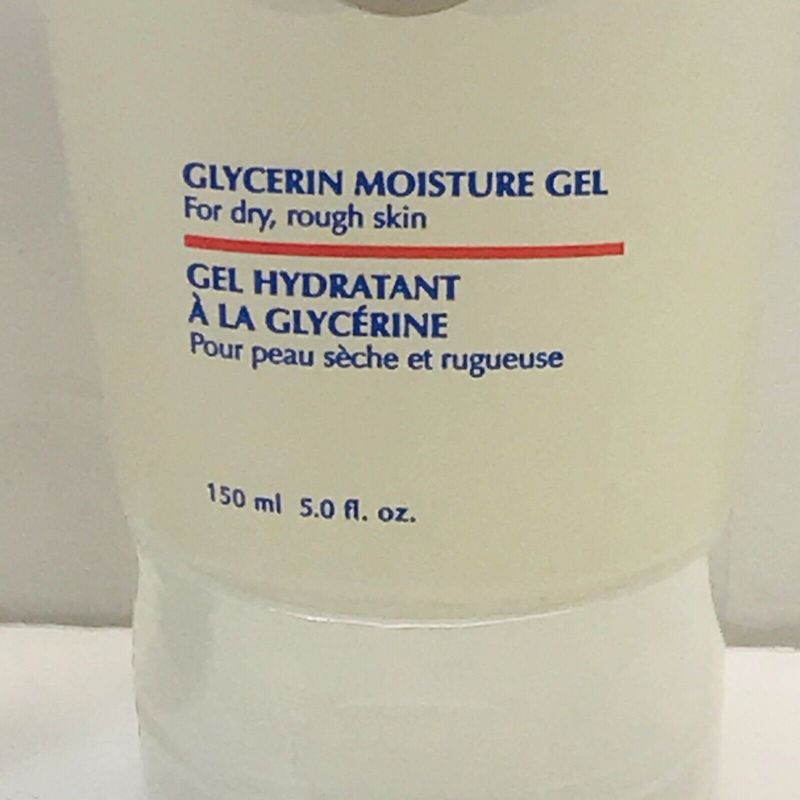 GLYCERIN MOISTURE GEL
For dry, rough skin
GEL HYDRATANT
À LA GLYCÉRINE
Pour peau sèche et rugueuse
150 ml 5.0 fl. oz.